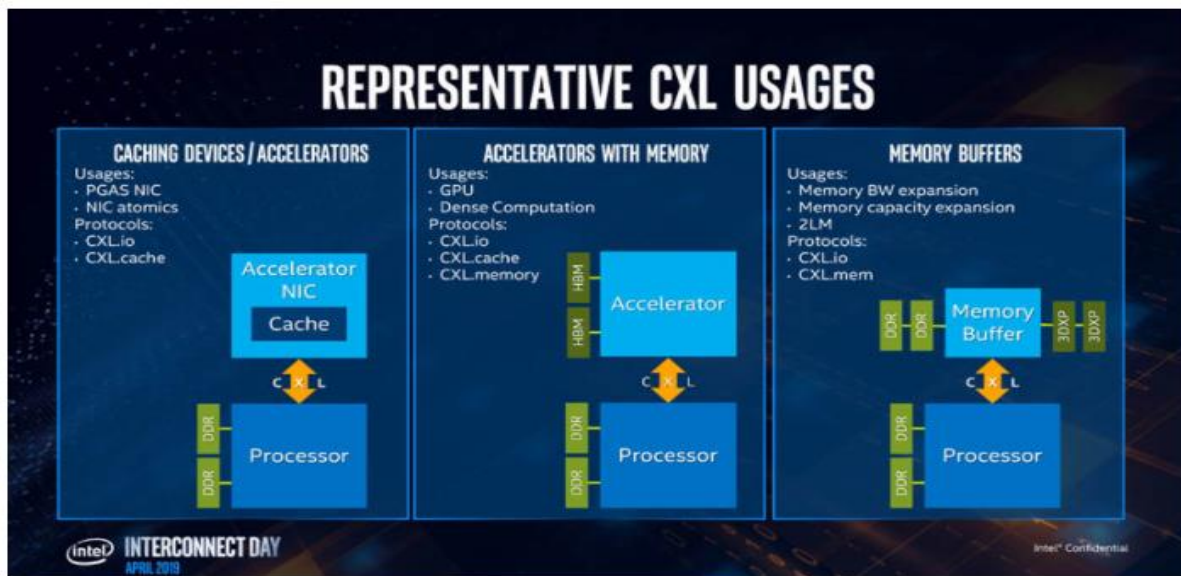 REPRESENTATIVE CXL USAGES
CACHING DEVICES / ACCELERATORS
Usages:
• PGAS NIC
• NIC atomics
Protocols:
• CXL.io
• CXL.cache
Accelerator
NIC
Cache
CXL
DDR
DDR
Processor
ACCELERATORS WITH MEMORY
Usages:
• GPU
• Dense Computation
Protocols:
• CXL.io
• CXL.cache
• CXL.memory
HBM
HBM
Accelerator
CXL
DDR
DDR
Processor
MEMORY BUFFERS
Usages:
• Memory BW expansion
• Memory capacity expansion
• 2LM
Protocols:
• CXL.io
• CXL.mem
DDR
DDR
Memory
Buffer
3DXP
3DXP
CXL
DDR
DDR
Processor
intel
INTERCONNECT DAY
APRIL 2019
Intel® Confidential